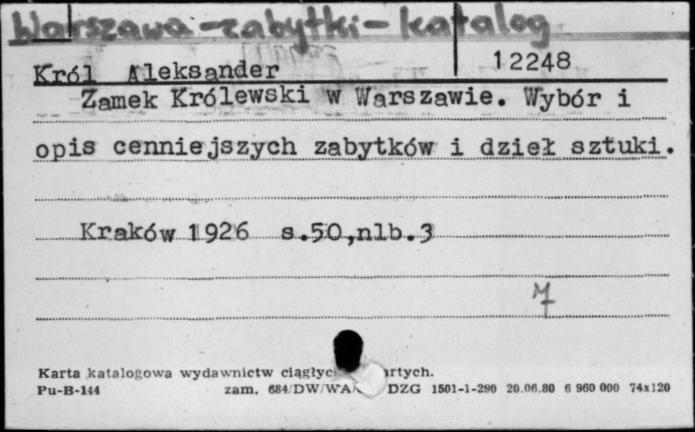 Warszawa - zabytki - katalog
Król Aleksander 12248
Zamek Królewski w Warszawie. Wybór i
opis cenniejszych zabytków i dzieł sztuki.
Kraków 1926 s.50,nlb.3
Karta katalogowa wydawnictw
Pu-B-144 zam. 684/DW/WA DZG 1501-1-290 20.06.80 6 960 000 74x120